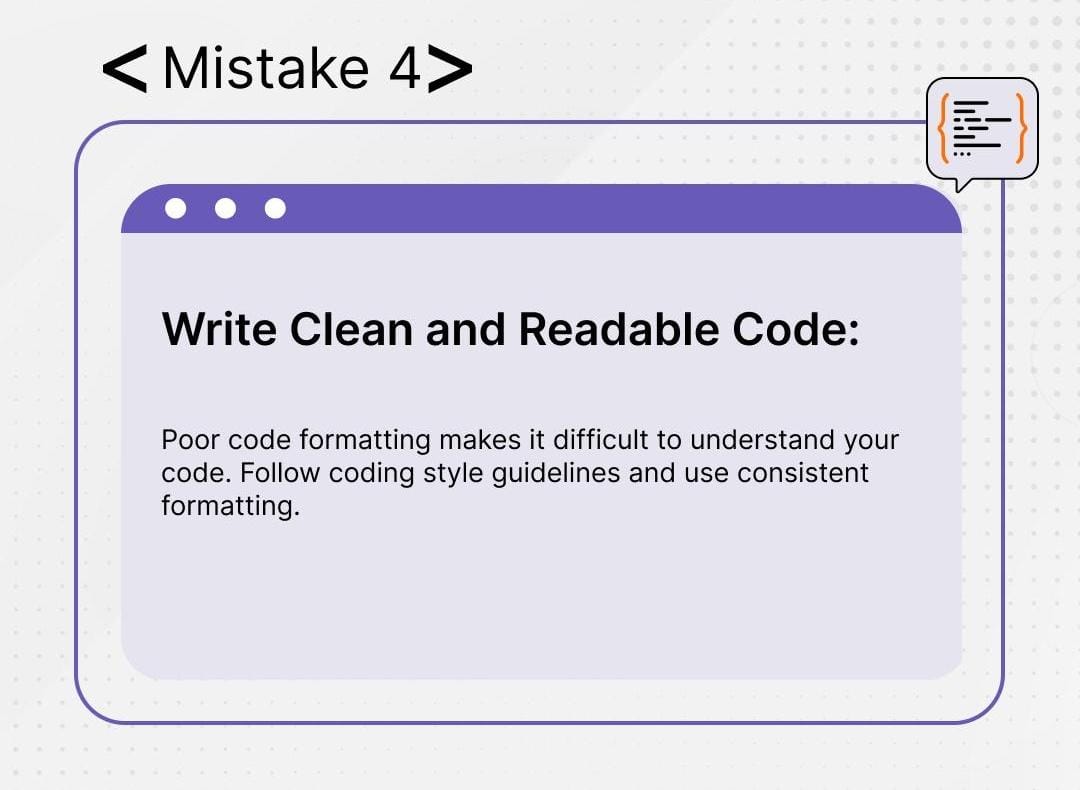 < Mistake 4 >
Write Clean and Readable Code:
Poor code formatting makes it difficult to understand your
code. Follow coding style guidelines and use consistent
formatting.